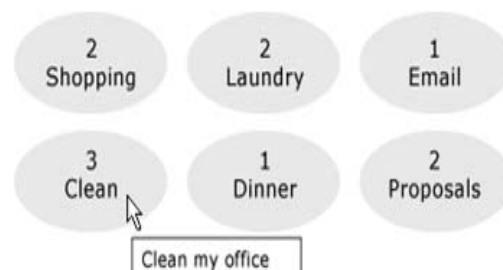 2 2 1
Shopping Laundry Email
3 1 2
Clean Dinner Proposals
Clean my office